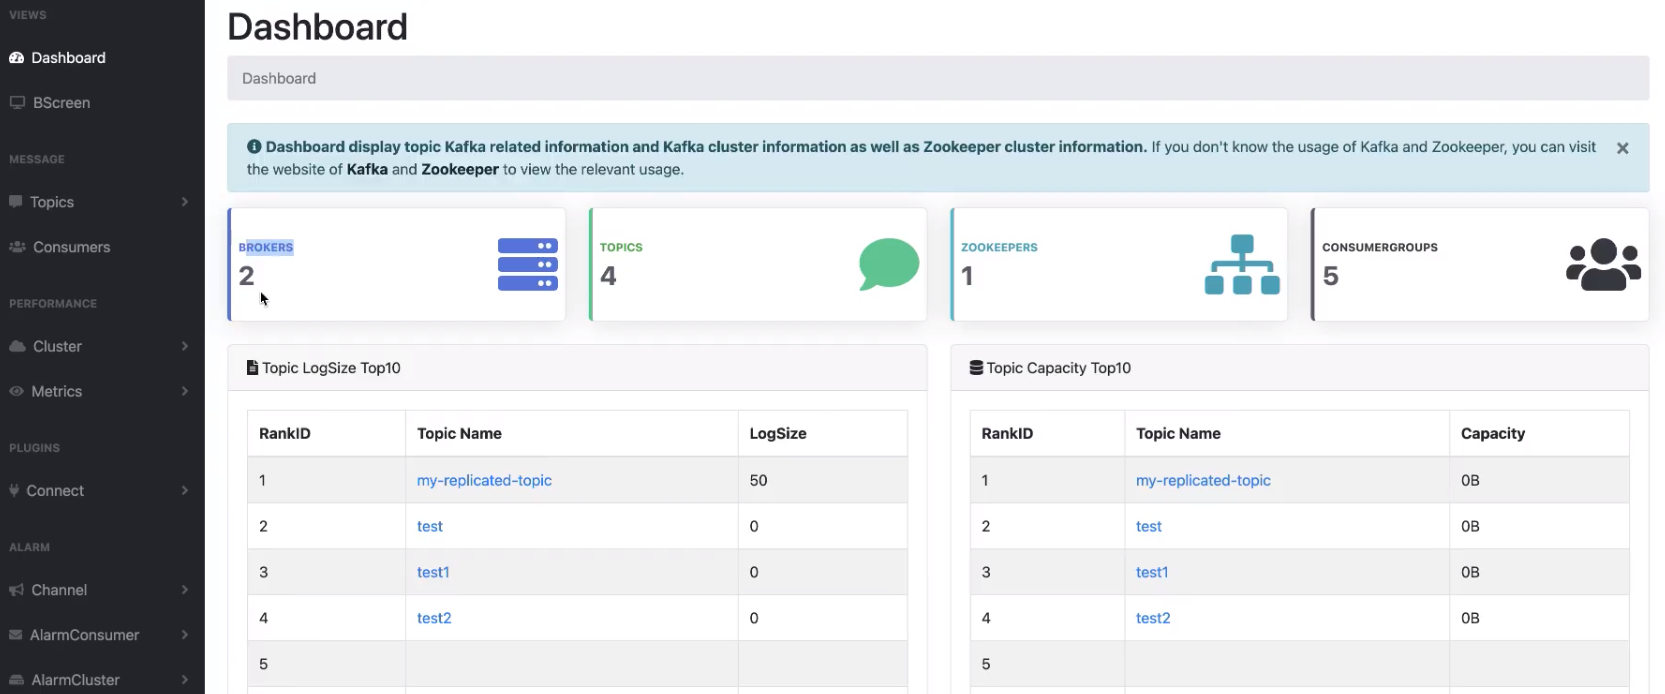 VIEWS
Dashboard
BScreen
MESSAGE
Topics
Consumers
PERFORMANCE
Cluster
Metrics
PLUGINS
Connect
ALARM
Channel
AlarmConsumer
AlarmCluster
Dashboard
Dashboard
Dashboard display topic Kafka related information and Kafka cluster information as well as Zookeeper cluster information. If you don't know the usage of Kafka and Zookeeper, you can visit
the website of Kafka and Zookeeper to view the relevant usage.
BROKERS
2
TOPICS
4
ZOOKEEPERS
1
CONSUMERGROUPS
5
Topic LogSize Top10
RankID Topic Name LogSize
1 my-replicated-topic 50
2 test 0
3 test1 0
4 test2 0
5
Topic Capacity Top10
RankID Topic Name Capacity
1 my-replicated-topic 0B
2 test 0B
3 test1 0B
4 test2 0B
5